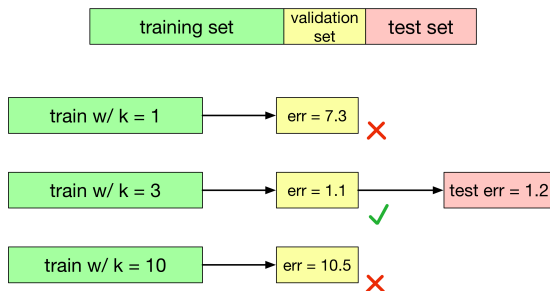 training set
validation
set
test set
train w/ k = 1
err = 7.3
train w/ k = 3
err = 1.1
test err = 1.2
train w/ k = 10
err = 10.5